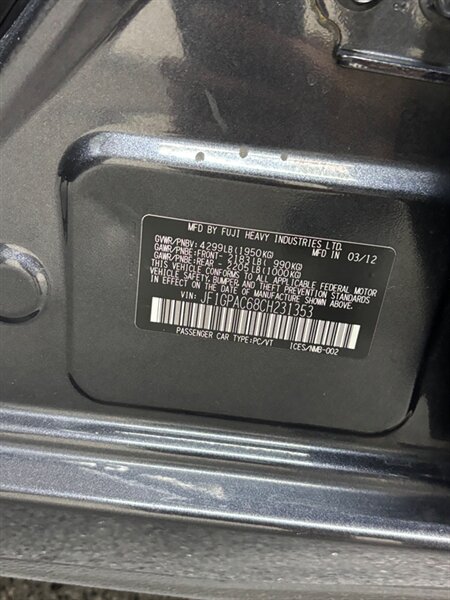 MFD BY FUJI HEAVY INDUSTRIES LTD.
GVWR/PNBV: 4299LB(1950KG) MFD IN 03/12
GAWR/PNBE:FRONT- 2183LB( 990KG)
GAWR/PNBE:REAR - 2205LB(1000KG)
THIS VEHICLE CONFORMS TO ALL APPLICABLE FEDERAL MOTOR
VEHICLE SAFETY, BUMPER, AND THEFT PREVENTION STANDARDS
IN EFFECT ON THE DATE OF MANUFACTURE SHOWN ABOVE.
VIN: JF1GPAC68CH231353
PASSENGER CAR TYPE:PC/VT ICES/NMB-002